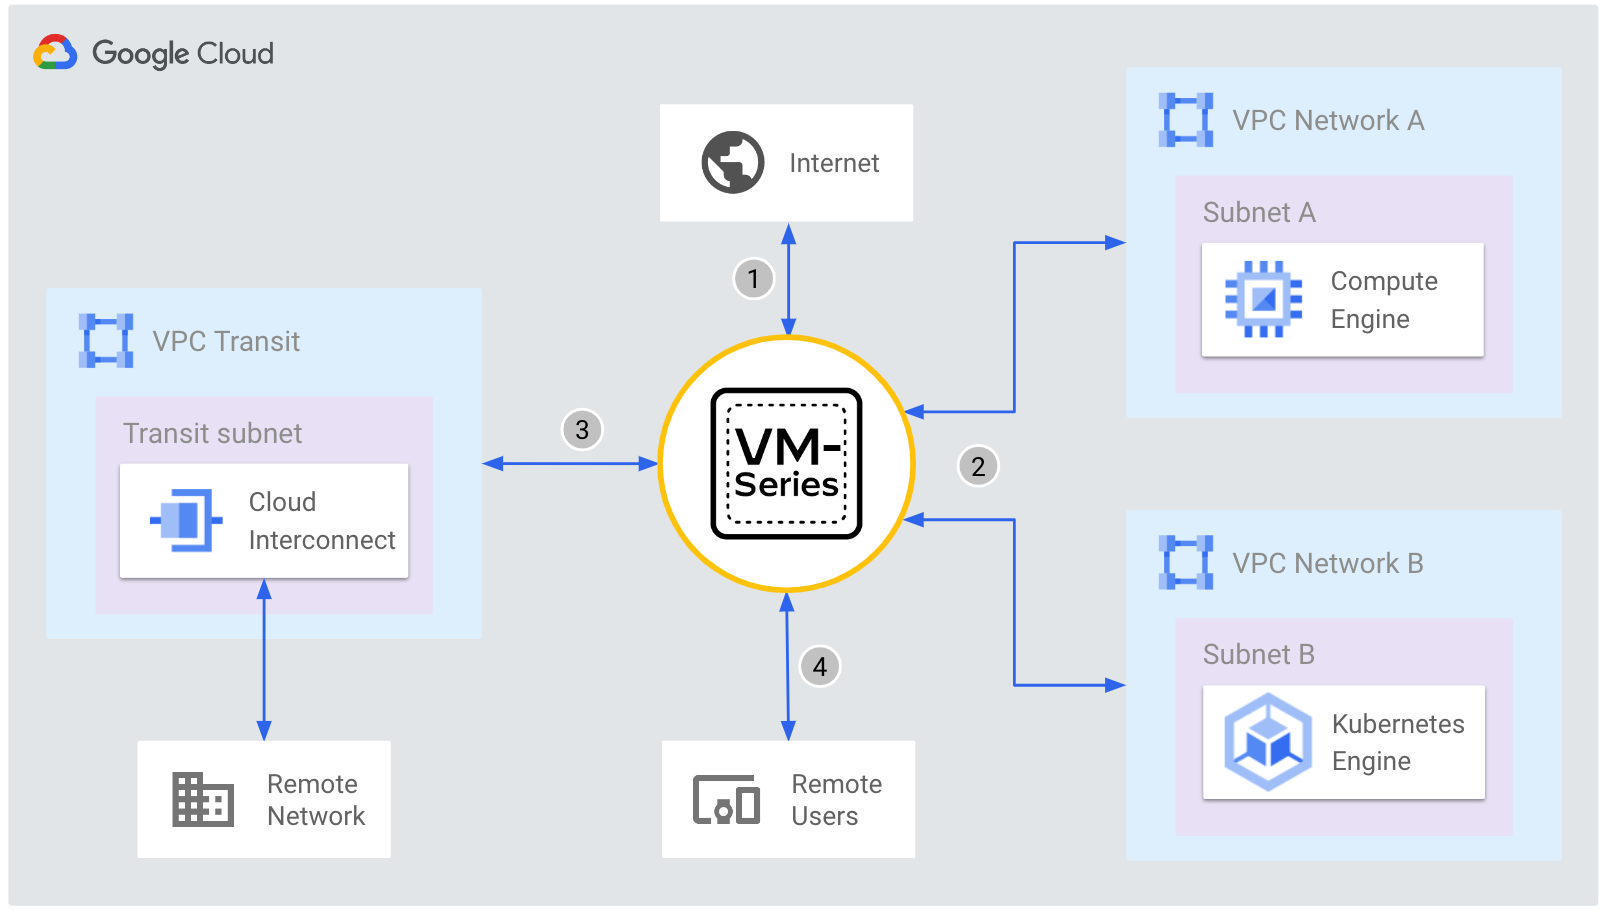 Google Cloud
Internet
1
VPC Network A
Subnet A
Compute
Engine
VPC Transit
Transit subnet
Cloud
Interconnect
3
VM-
Series
2
VPC Network B
Subnet B
Kubernetes
Engine
4
Remote
Network
Remote
Users